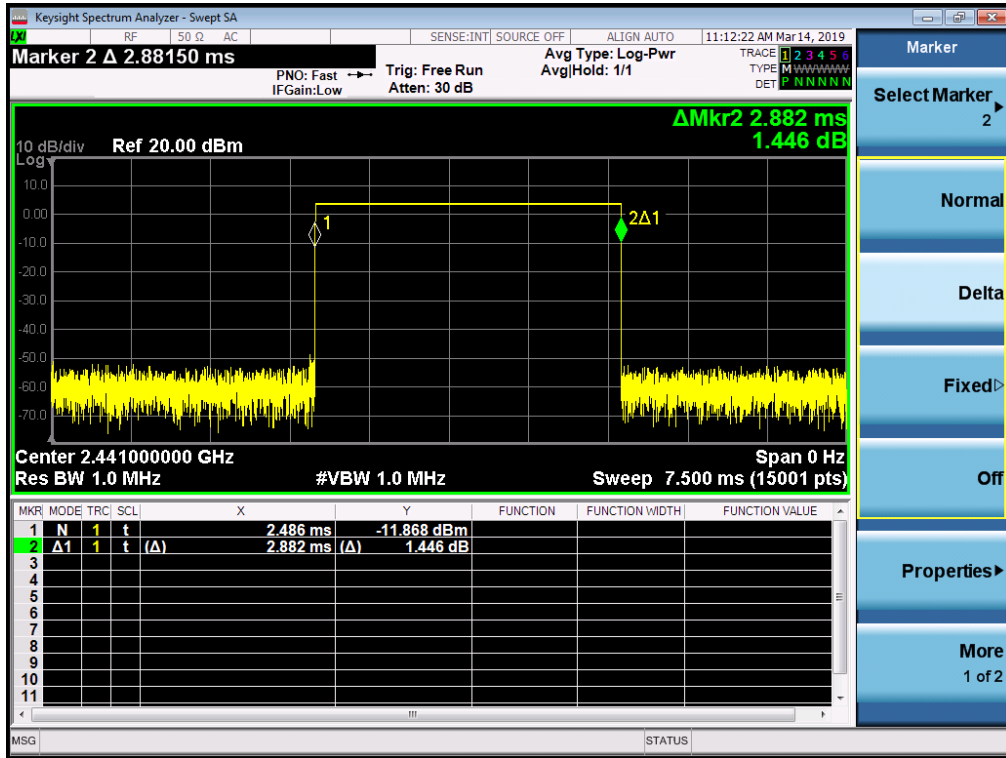 Keysight Spectrum Analyzer - Swept SA
LXI RF 50 Ω AC SENSE:INT SOURCE OFF ALIGN AUTO 11:12:22 AM Mar 14, 2019
Marker 2 Δ 2.88150 ms
PNO: Fast
IFGain:Low
Trig: Free Run
Atten: 30 dB
Avg Type: Log-Pwr
Avg|Hold: 1/1
TRACE 1 2 3 4 5 6
TYPE M WWWWW
DET P N N N N N
ΔMkr2 2.882 ms
1.446 dB
10 dB/div Ref 20.00 dBm
Log
10.0
0.00
-10.0
-20.0
-30.0
-40.0
-50.0
-60.0
-70.0
1
2Δ1
Center 2.441000000 GHz Span 0 Hz
Res BW 1.0 MHz #VBW 1.0 MHz Sweep 7.500 ms (15001 pts)
MKR MODE TRC SCL X Y FUNCTION FUNCTION WIDTH FUNCTION VALUE
1 N 1 t 2.486 ms -11.868 dBm
2 Δ1 1 t (Δ) 2.882 ms (Δ) 1.446 dB
3
4
5
6
7
8
9
10
11
MSG STATUS
Marker
Select Marker
2
Normal
Delta
Fixed
Off
Properties
More
1 of 2